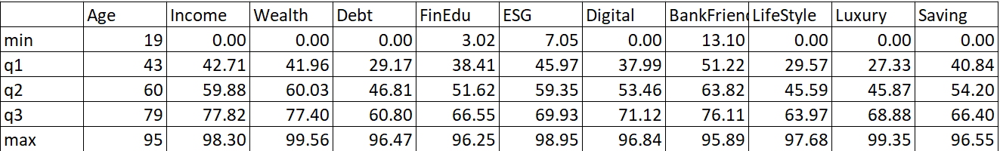 Age Income Wealth Debt FinEdu ESG Digital BankFrien LifeStyle Luxury Saving
min 19 0.00 0.00 0.00 3.02 7.05 0.00 13.10 0.00 0.00 0.00
q1 43 42.71 41.96 29.17 38.41 45.97 37.99 51.22 29.57 27.33 40.84
q2 60 59.88 60.03 46.81 51.62 59.35 53.46 63.82 45.59 45.87 54.20
q3 79 77.82 77.40 60.80 66.55 69.93 71.12 76.11 63.97 68.88 66.40
max 95 98.30 99.56 96.47 96.25 98.95 96.84 95.89 97.68 99.35 96.55